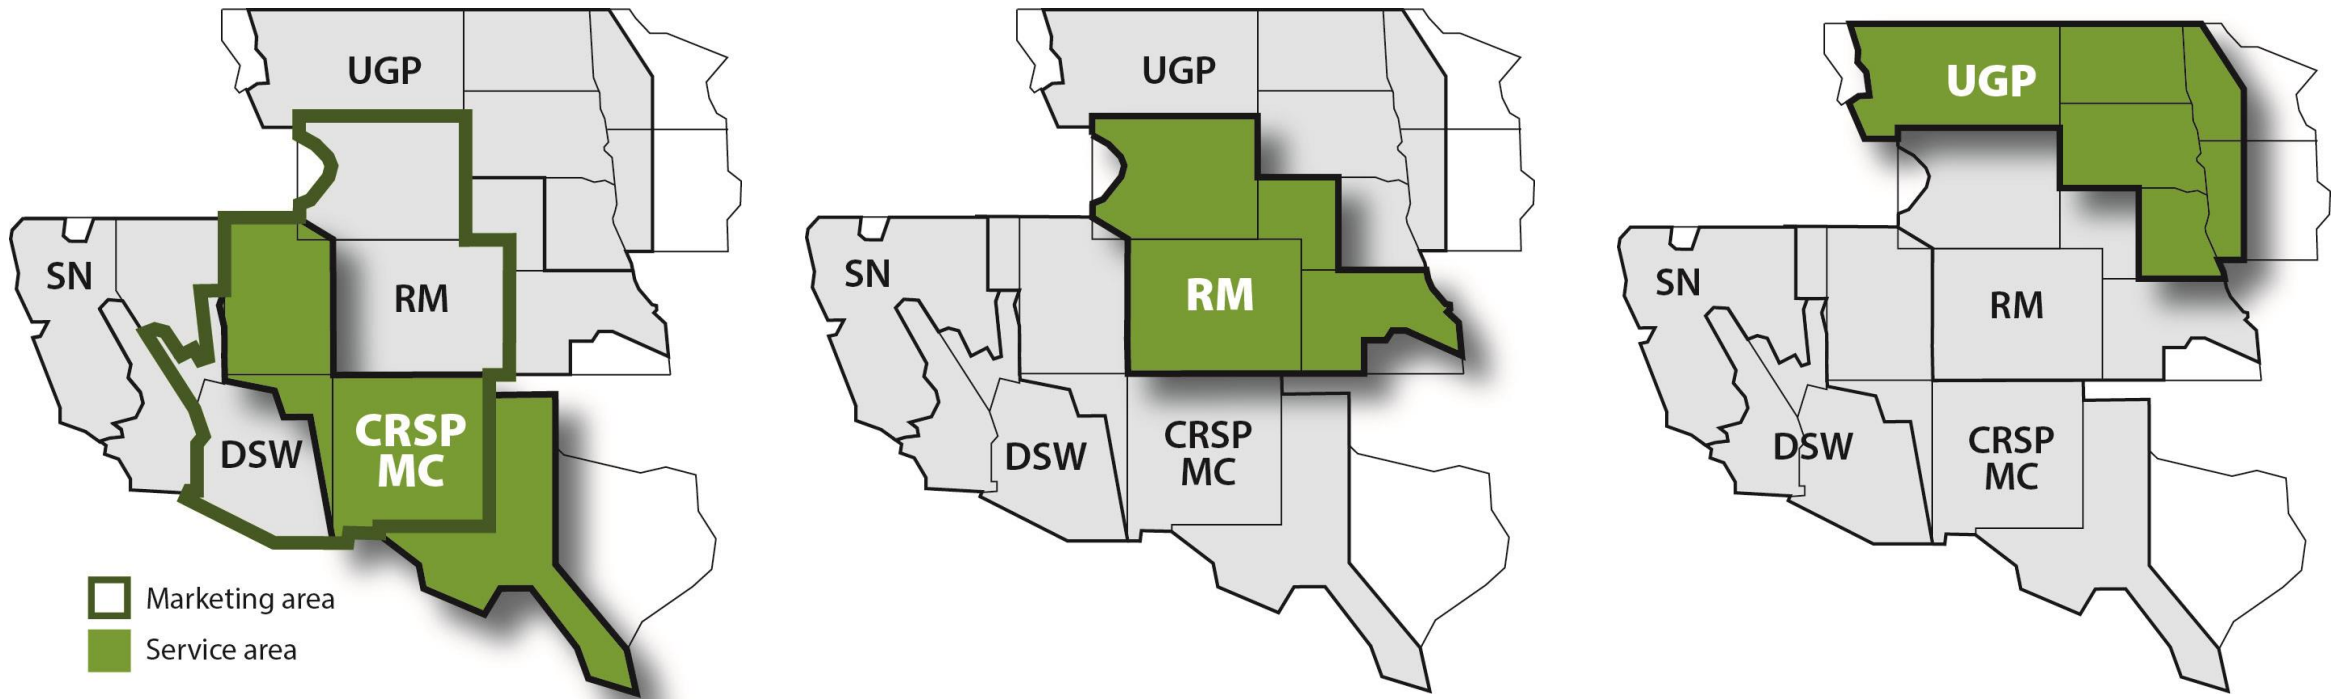 UGP
SN
RM
DSW
CRSP
MC
Marketing area
Service area
UGP
SN
RM
DSW
CRSP
MC
UGP
SN
RM
DSW
CRSP
MC